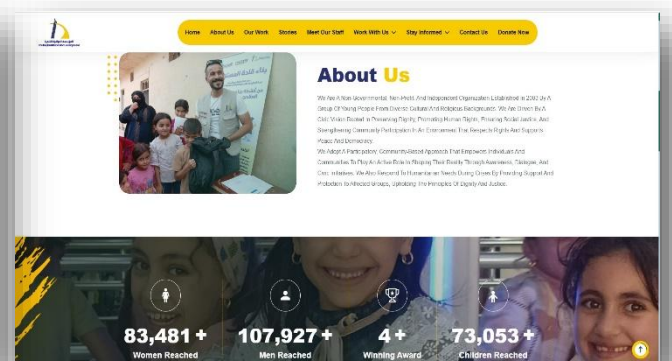 Home About Us Our Work Stories Meet Our Staff Work With Us Stay Informed Contact Us Donate Now
About Us
We Are A Non-Governmental, Non-Profit, And Independent Organization Established In By A
Group Of Young People From Diverse Cultural And Religious Backgrounds. We Are Driven By A
Civic Vision Rooted In Preserving Dignity, Promoting Human Rights, Ensuring Social Justice, And
Strengthening Community Participation In An Environment That Respects Rights And Supports
Peace And Democracy.
We Adopt A Participatory, Community-Based Approach That Empowers Individuals And
Communities To Play An Active Role In Shaping Their Reality Through Awareness, Dialogue, And
Civic Initiatives. We Also Respond To Humanitarian Needs During Crises By Providing Support And
Protection To Affected Groups, Upholding The Principles Of Dignity And Justice.
83,481 + 107,927 + 4 + 73,053 +
Women Reached Men Reached Winning Award Children Reached